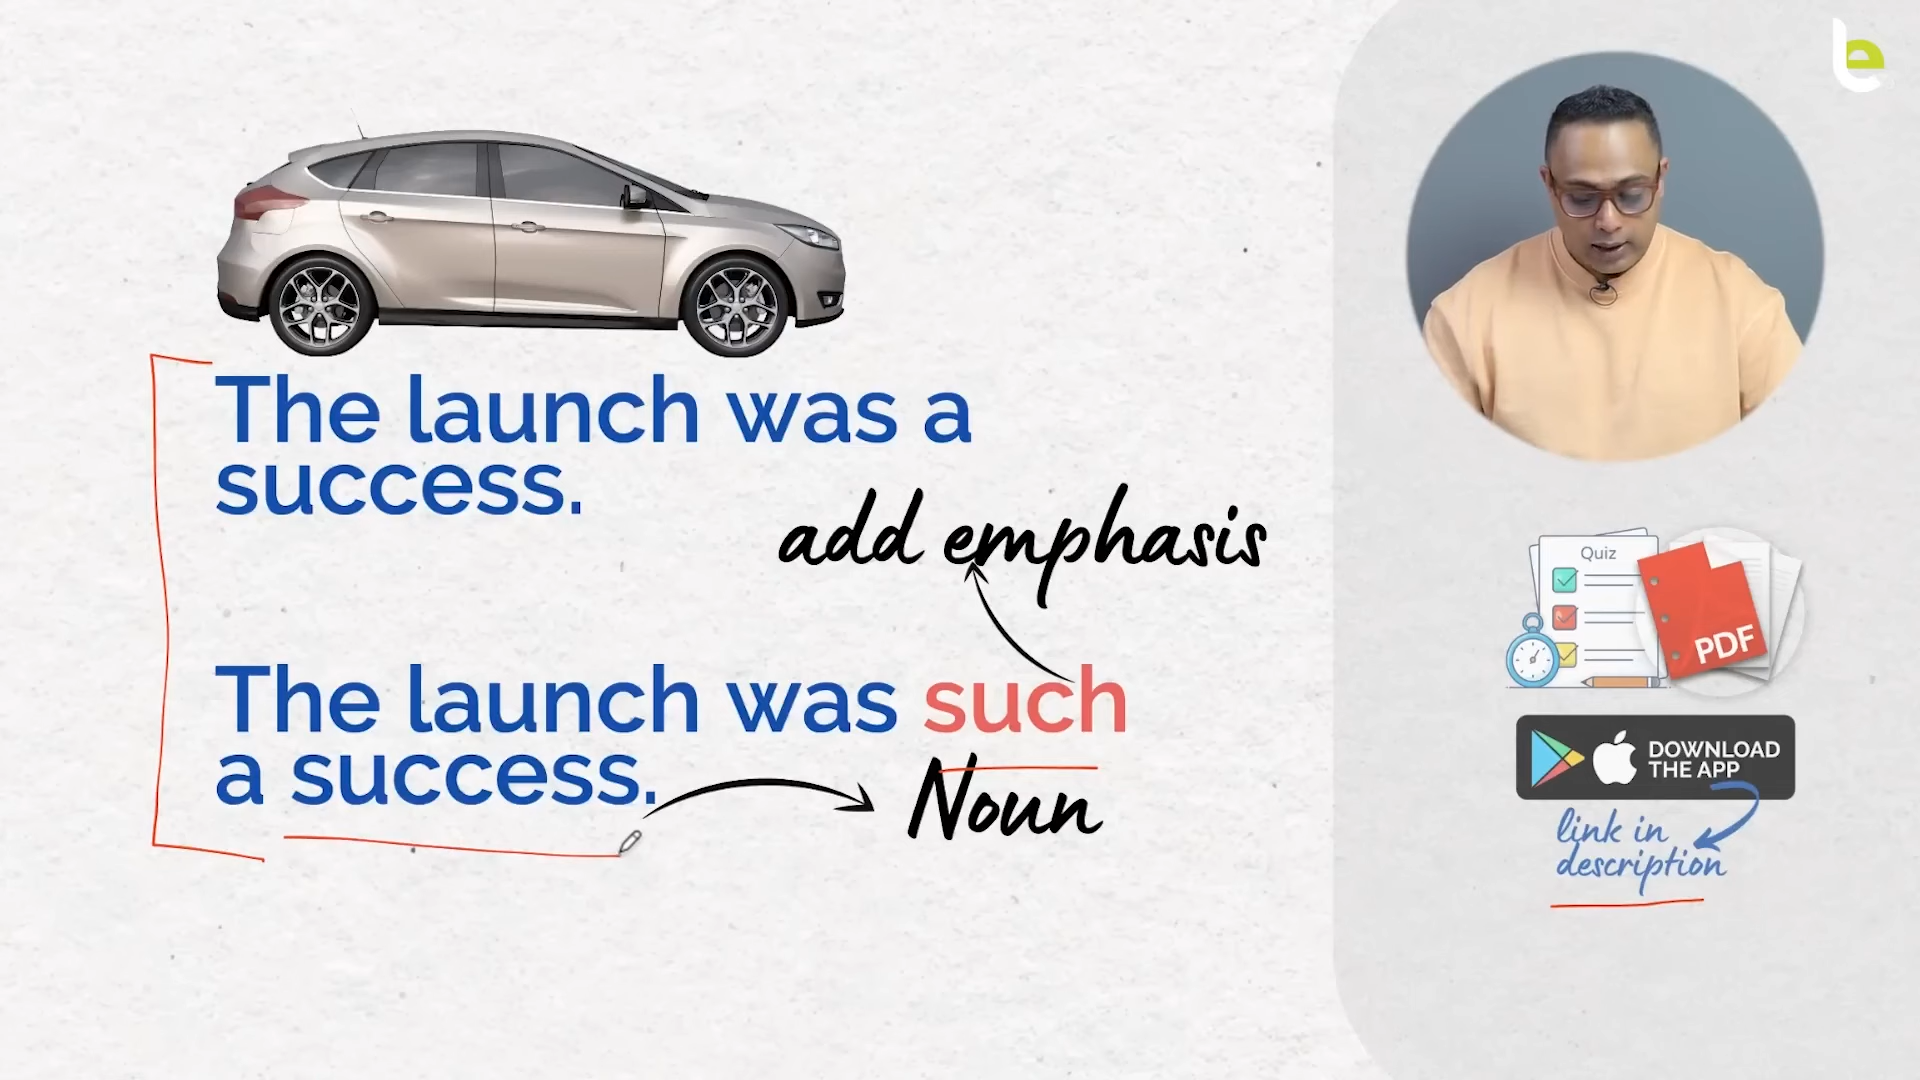 The launch was a
success.
add emphasis
The launch was such
a success.
Noun
Quiz
PDF
DOWNLOAD
THE APP
link in
description